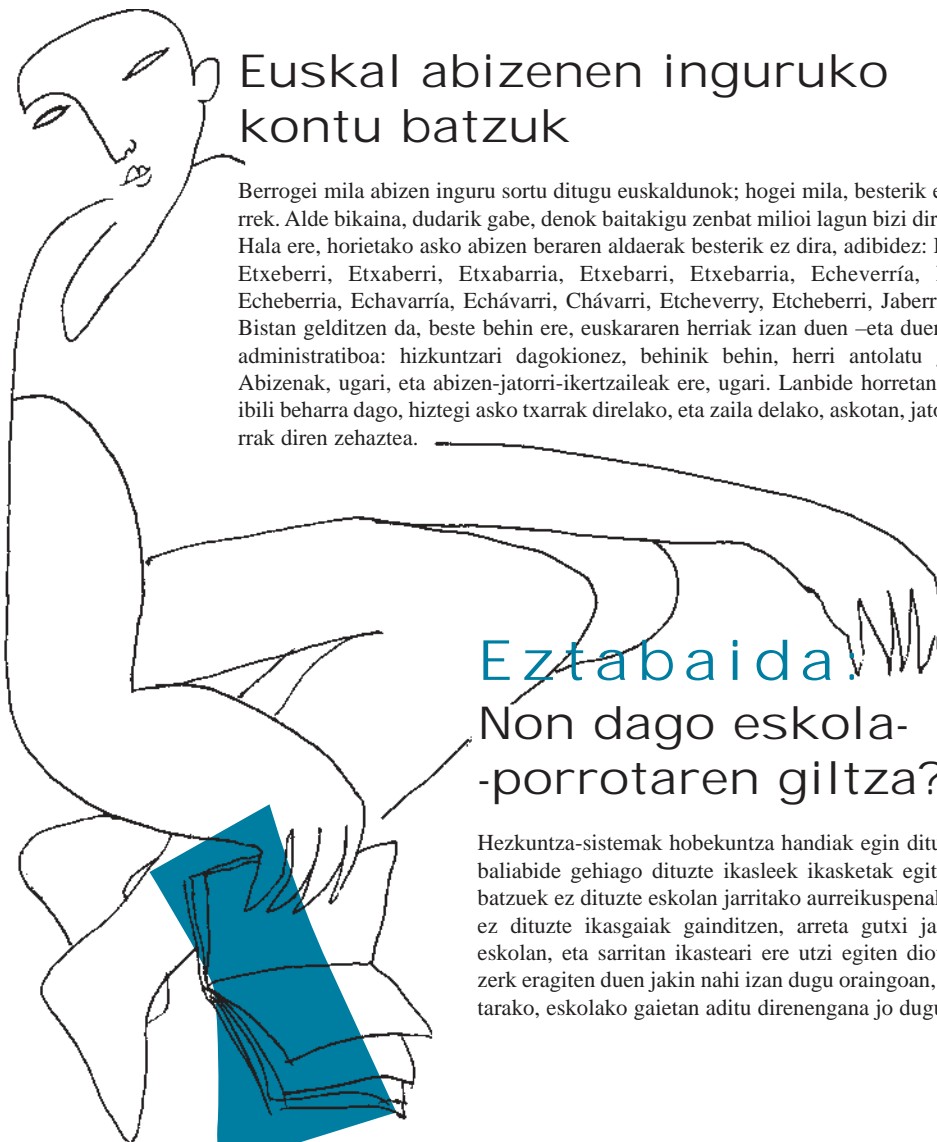 Euskal abizenen inguruko
kontu batzuk
Berrogei mila abizen inguru sortu ditugu euskaldunok; hogei mila, besterik
rrek. Alde bikaina, dudarik gabe, denok baitakigu zenbat milioi lagun bizi
Hala ere, horietako asko abizen beraren aldaerak besterik ez dira, adibidez:
Etxeberri, Etxaberri, Etxabarria, Etxebarri, Etxebarria, Echeverría,
Echeberria, Echavarría, Echávarri, Chávarri, Etcheverry, Etcheberri,
Bistan gelditzen da, beste behin ere, euskararen herriak izan duen –eta
administratiboa: hizkuntzari dagokionez, behinik behin, herri antolatu
Abizenak, ugari, eta abizen-jatorri-ikertzaileak ere, ugari. Lanbide horretan
ibili beharra dago, hiztegi asko txarrak direlako, eta zaila delako, askotan,
rrak diren zehaztea.
Eztabaida:
Non dago eskola-
-porrotaren giltza?
Hezkuntza-sistemak hobekuntza handiak egin
baliabide gehiago dituzte ikasleek ikasketak
batzuek ez dituzte eskolan jarritako
ez dituzte ikasgaiak gainditzen, arreta gutxi
eskolan, eta sarritan ikasteari ere utzi egiten
zerk eragiten duen jakin nahi izan dugu oraingoan,
tarako, eskolako gaietan aditu direnengana jo